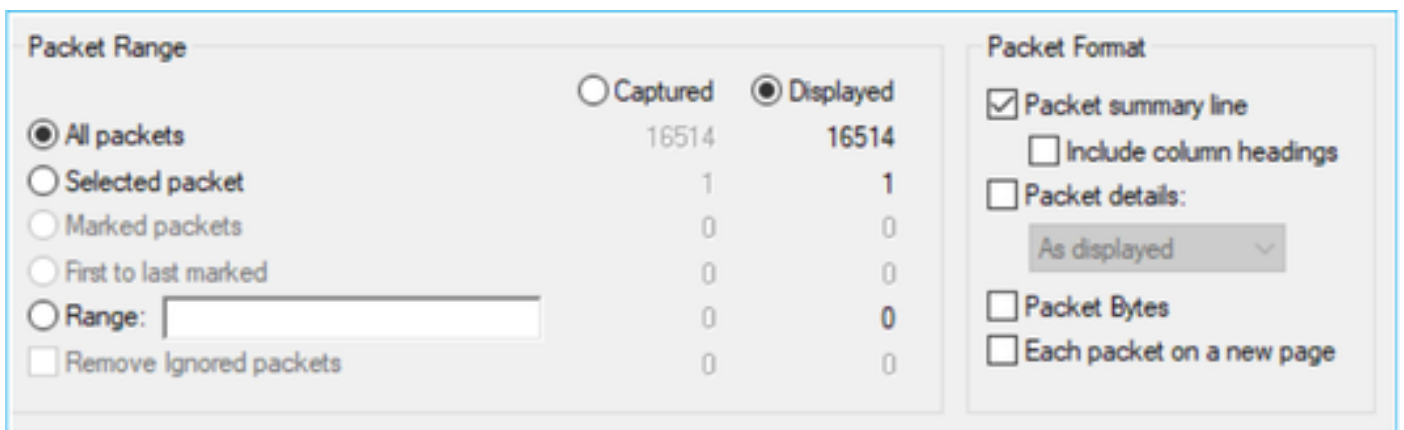 Packet Range
Captured Displayed
All packets 16514 16514
Selected packet 1 1
Marked packets 0 0
First to last marked 0 0
Range: 0 0
Remove Ignored packets 0 0
Packet Format
Packet summary line
Include column headings
Packet details:
As displayed
Packet Bytes
Each packet on a new page